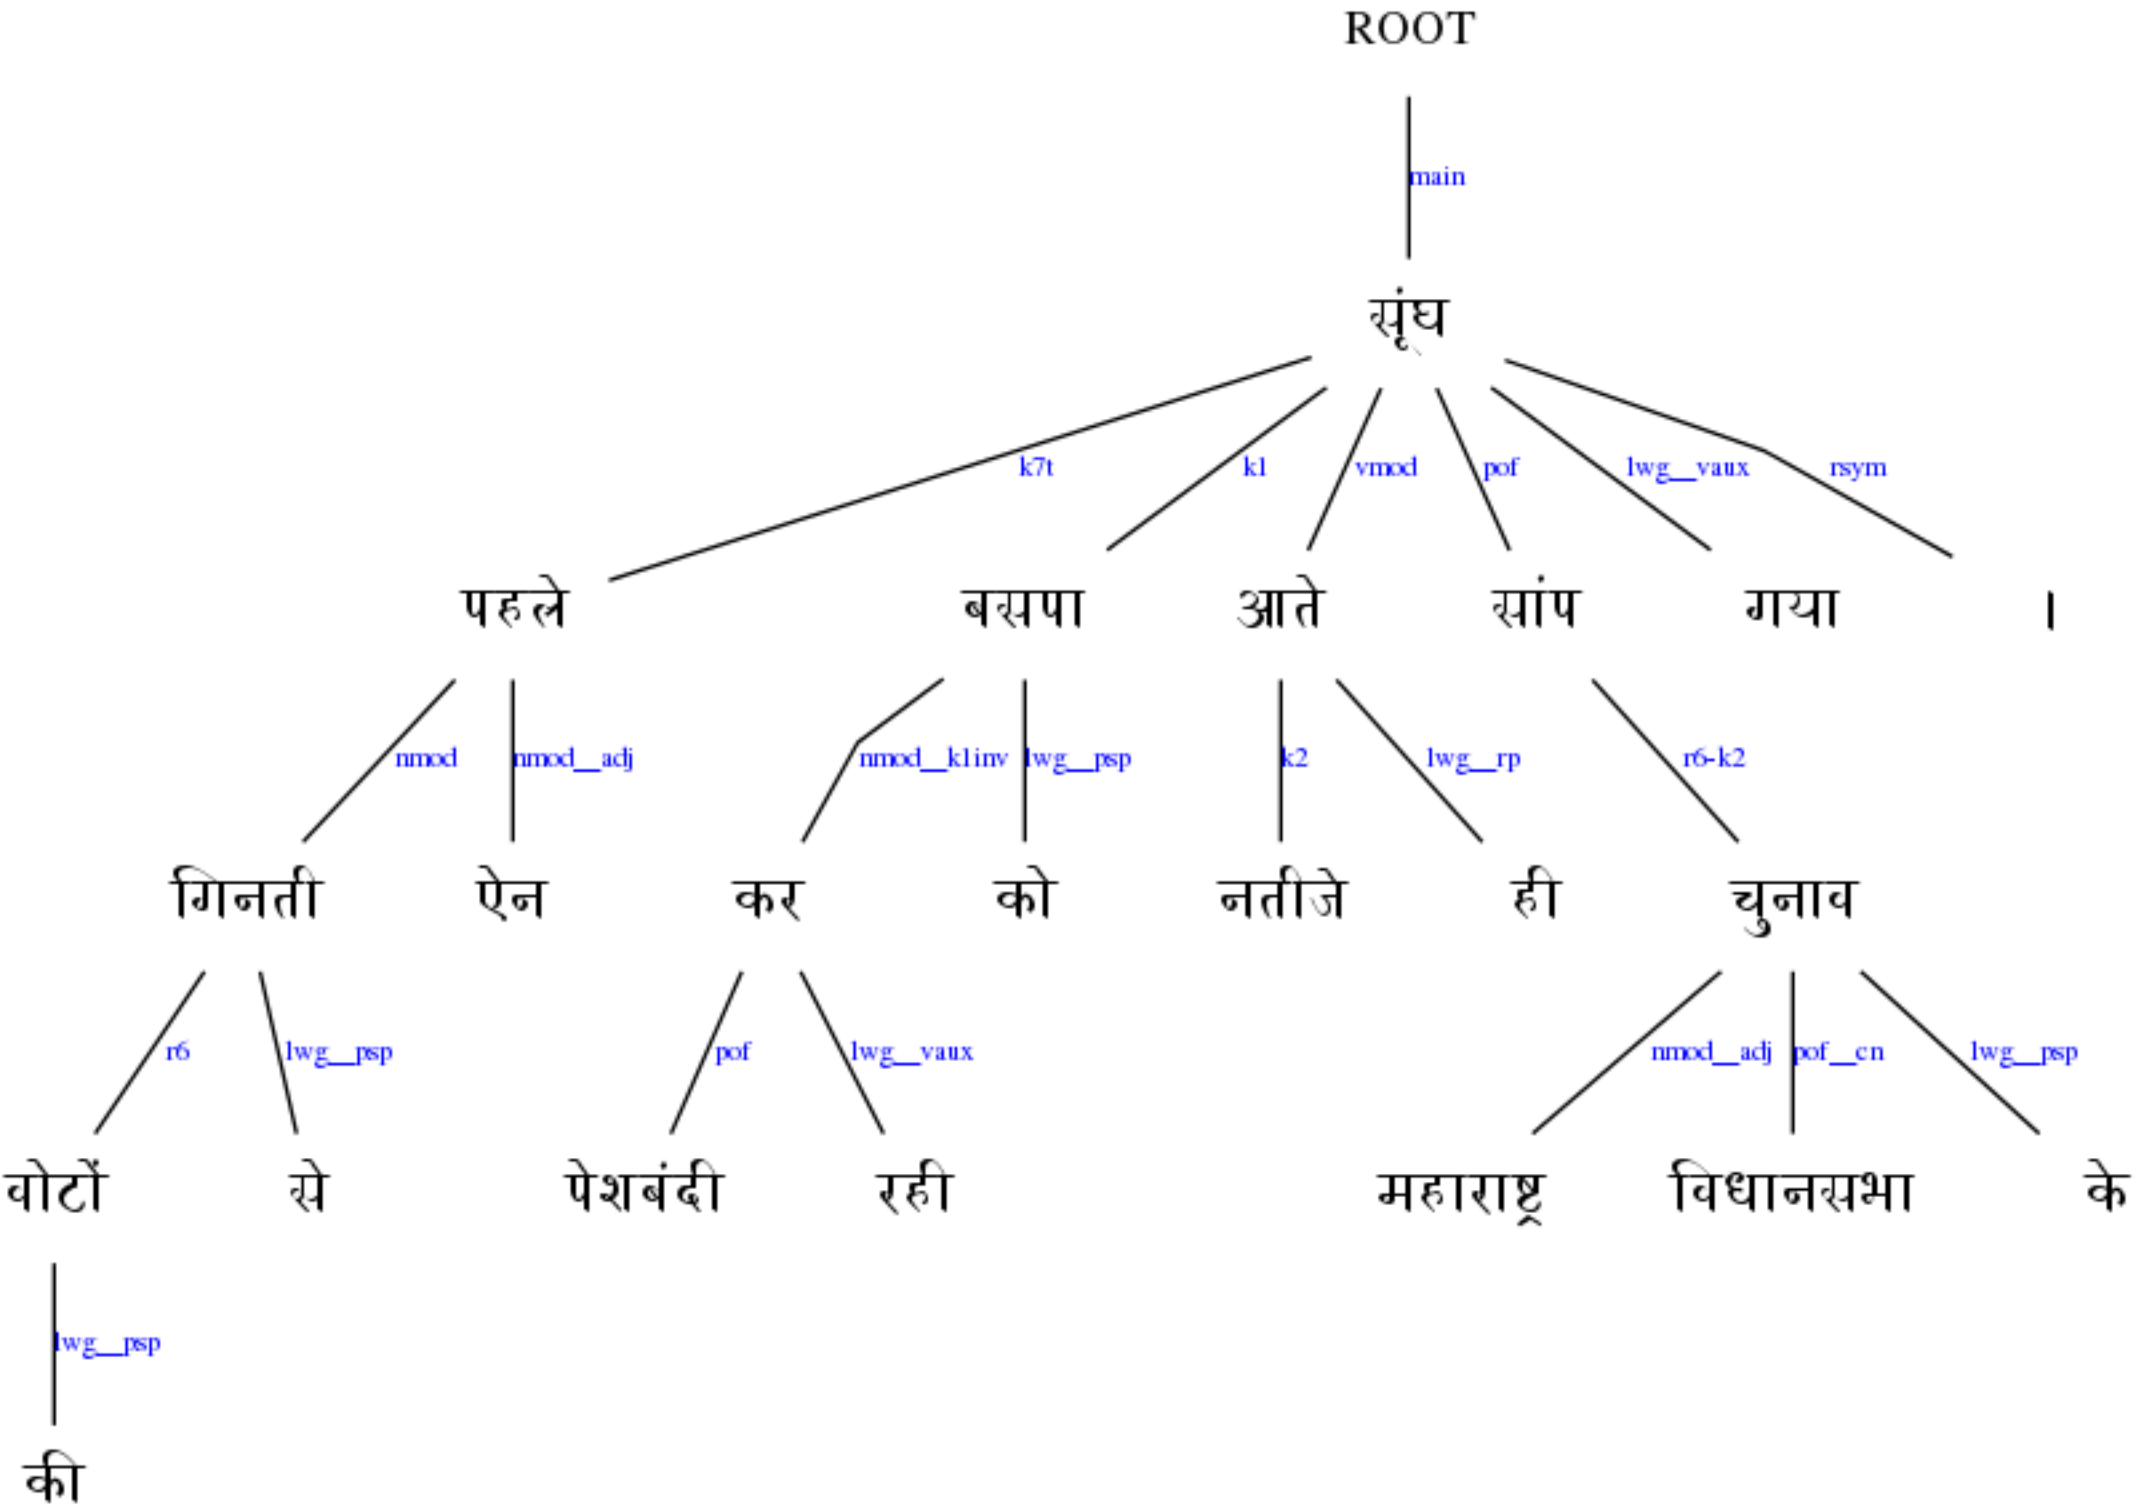 ROOT
main
सूंघ
k7t k1 vmod pof lwg__vaux rsym
पहले बसपा आते सांप गया ।
nmod nmod__adj nmod__k1inv lwg__psp k2 lwg__rp r6-k2
गिनती ऐन कर को नतीजे ही चुनाव
r6 lwg__psp pof lwg__vaux nmod__adj pof__cn lwg__psp
वोटों से पेशबंदी रही महाराष्ट्र विधानसभा के
lwg__psp
की